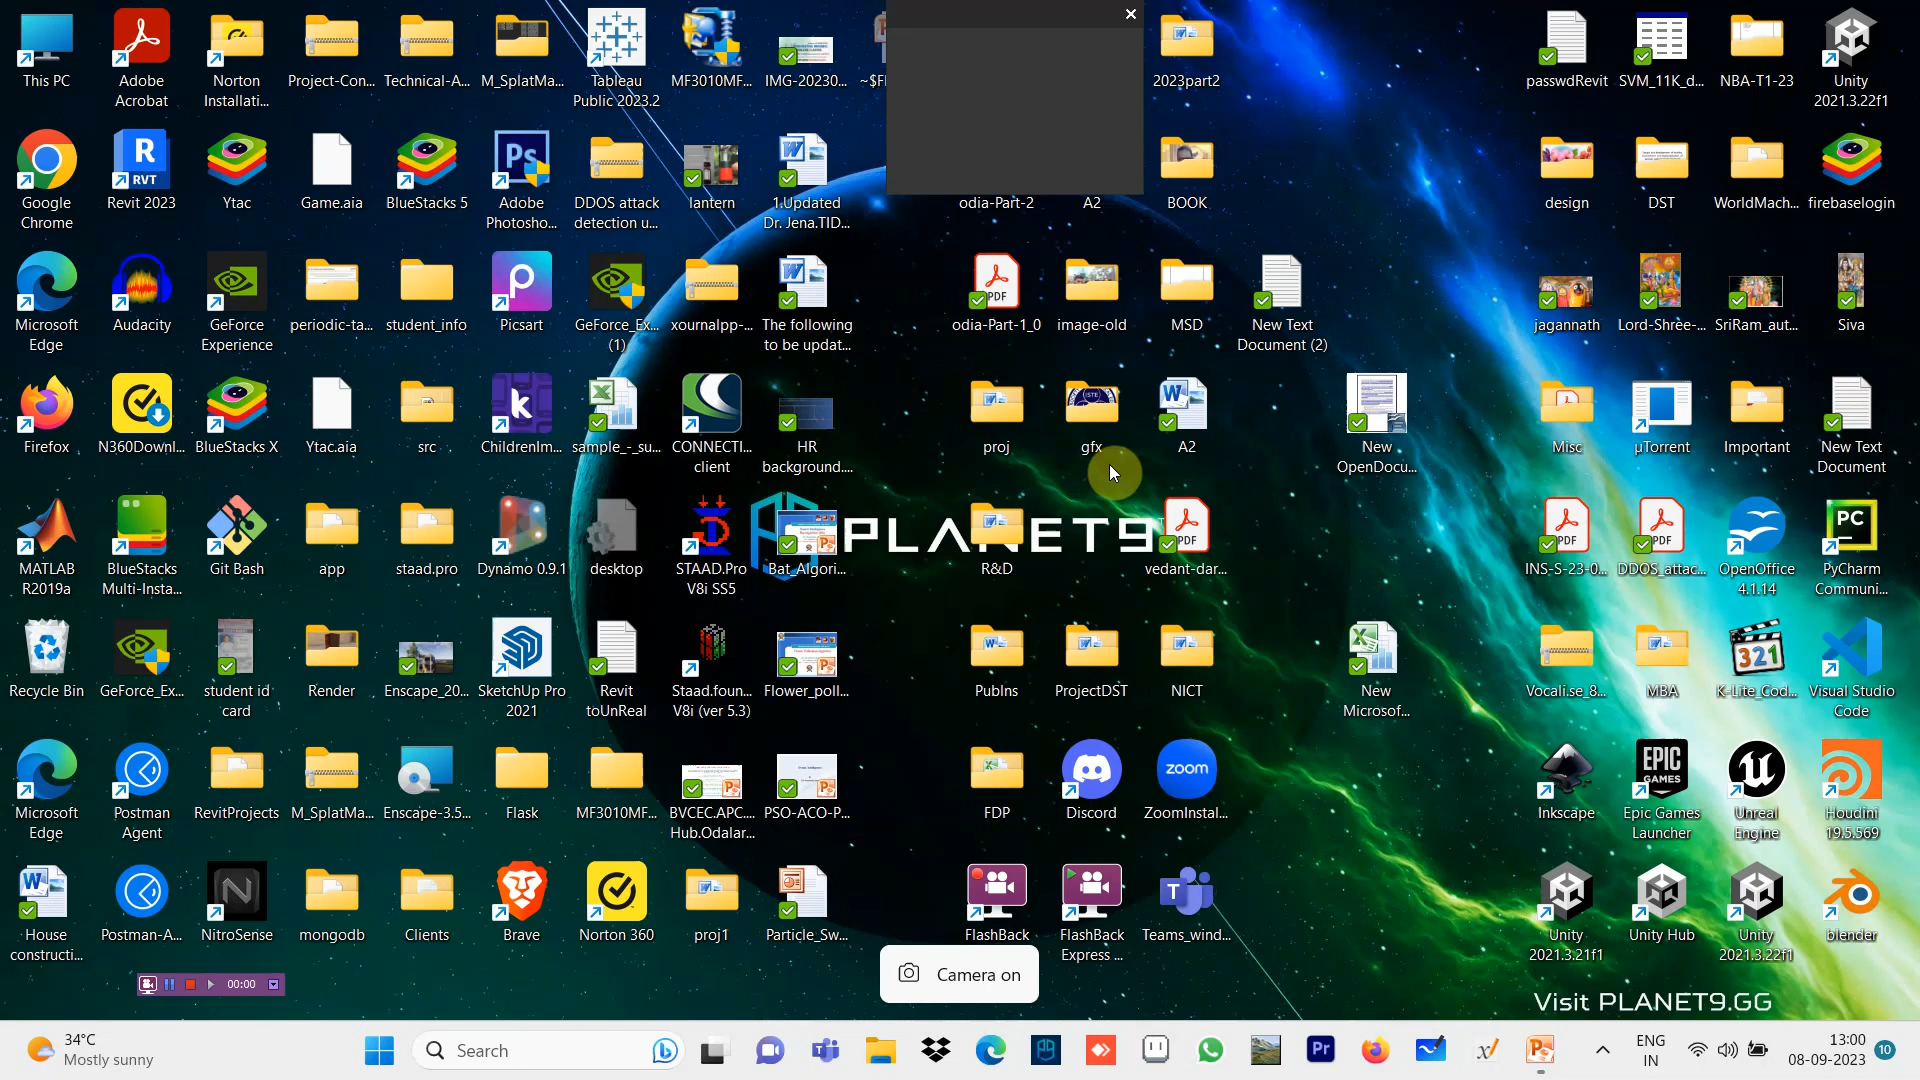 This PC
Adobe
Acrobat
Norton
Installati...
Project-Con...
Technical-A...
M_SplatMa...
Tableau
Public 2023.2
MF3010MF...
IMG-20230...
2023part2
passwdRevit
SVM_11K_d...
NBA-T1-23
Unity
2021.3.22f1
Google
Chrome
Revit 2023
Ytac
Game.aia
BlueStacks 5
Adobe
Photosho...
DDOS attack
detection u...
lantern
1.Updated
Dr. Jena.TID...
odia-Part-2
A2
BOOK
design
DST
WorldMach...
firebaselogin
Microsoft
Edge
Audacity
GeForce
Experience
periodic-ta...
student_info
Picsart
GeForce_Ex...
(1)
xournalpp-...
The following
to be updat...
odia-Part-1_0
image-old
MSD
New Text
Document (2)
jagannath
Lord-Shree-...
SriRam_aut...
Siva
Firefox
N360Downl...
BlueStacks X
Ytac.aia
src
ChildrenIm...
sample_-_su...
CONNECTI...
client
HR
background....
proj
gfx
A2
New
OpenDocu...
Misc
µTorrent
Important
New Text
Document
MATLAB
R2019a
BlueStacks
Multi-Insta...
Git Bash
app
staad.pro
Dynamo 0.9.1
desktop
STAAD.Pro
V8i SS5
Bat_Algori...
PLANET9
R&D
vedant-dar...
INS-S-23-0...
DDOS_attac...
OpenOffice
4.1.14
PyCharm
Communi...
Recycle Bin
GeForce_Ex...
student id
card
Render
Enscape_20...
SketchUp Pro
2021
Revit
toUnReal
Staad.foun...
V8i (ver 5.3)
Flower_poll...
PubIns
ProjectDST
NICT
New
Microsof...
Vocali.se_8...
MBA
K-Lite_Cod...
Visual Studio
Code
Microsoft
Edge
Postman
Agent
RevitProjects
M_SplatMa...
Enscape-3.5...
Flask
MF3010MF...
BVCEC.APC....
Hub.Odalar...
PSO-ACO-P...
FDP
Discord
ZoomInstal...
Inkscape
Epic Games
Launcher
Unreal
Engine
Houdini
19.5.569
House
constructi...
Postman-A...
NitroSense
mongodb
Clients
Brave
Norton 360
proj1
Particle_Sw...
FlashBack
FlashBack
Express ...
Teams_wind...
Unity
2021.3.21f1
Unity Hub
Unity
2021.3.22f1
blender
00:00
Camera on
Visit PLANET9.GG
34°C
Mostly sunny
Search
ENG
IN
13:00
08-09-2023
10